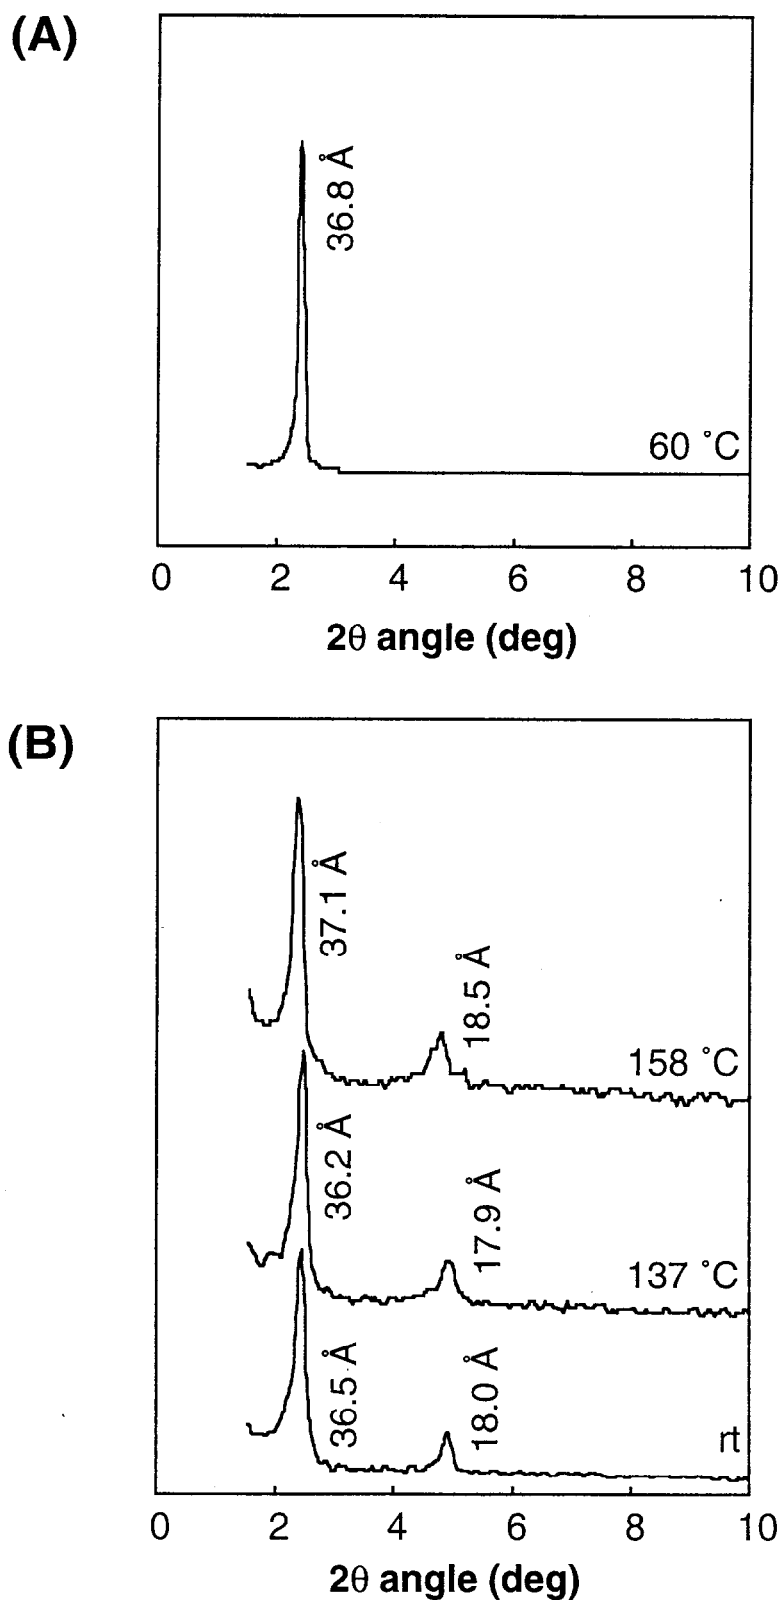 (A)
36.8 Å
60 °C
0 2 4 6 8 10
2θ angle (deg)
(B)
37.1 Å
18.5 Å
158 °C
36.2 Å
17.9 Å
137 °C
36.5 Å
18.0 Å
rt
0 2 4 6 8 10
2θ angle (deg)